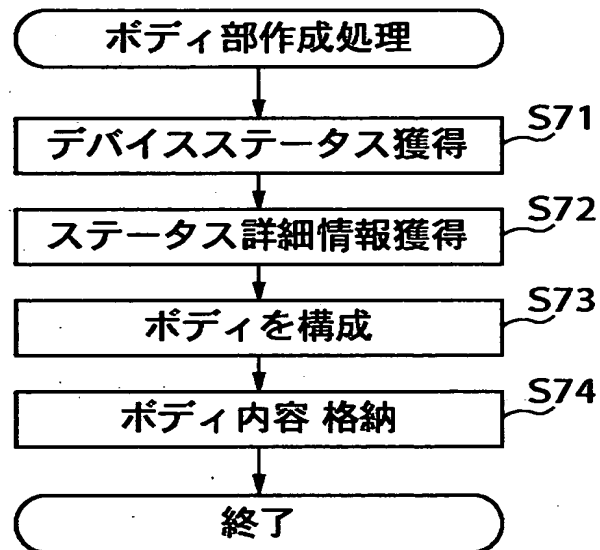 ボディ部作成処理
デバイスステータス獲得
S71
ステータス詳細情報獲得
S72
ボディを構成
S73
ボディ内容 格納
S74
終了